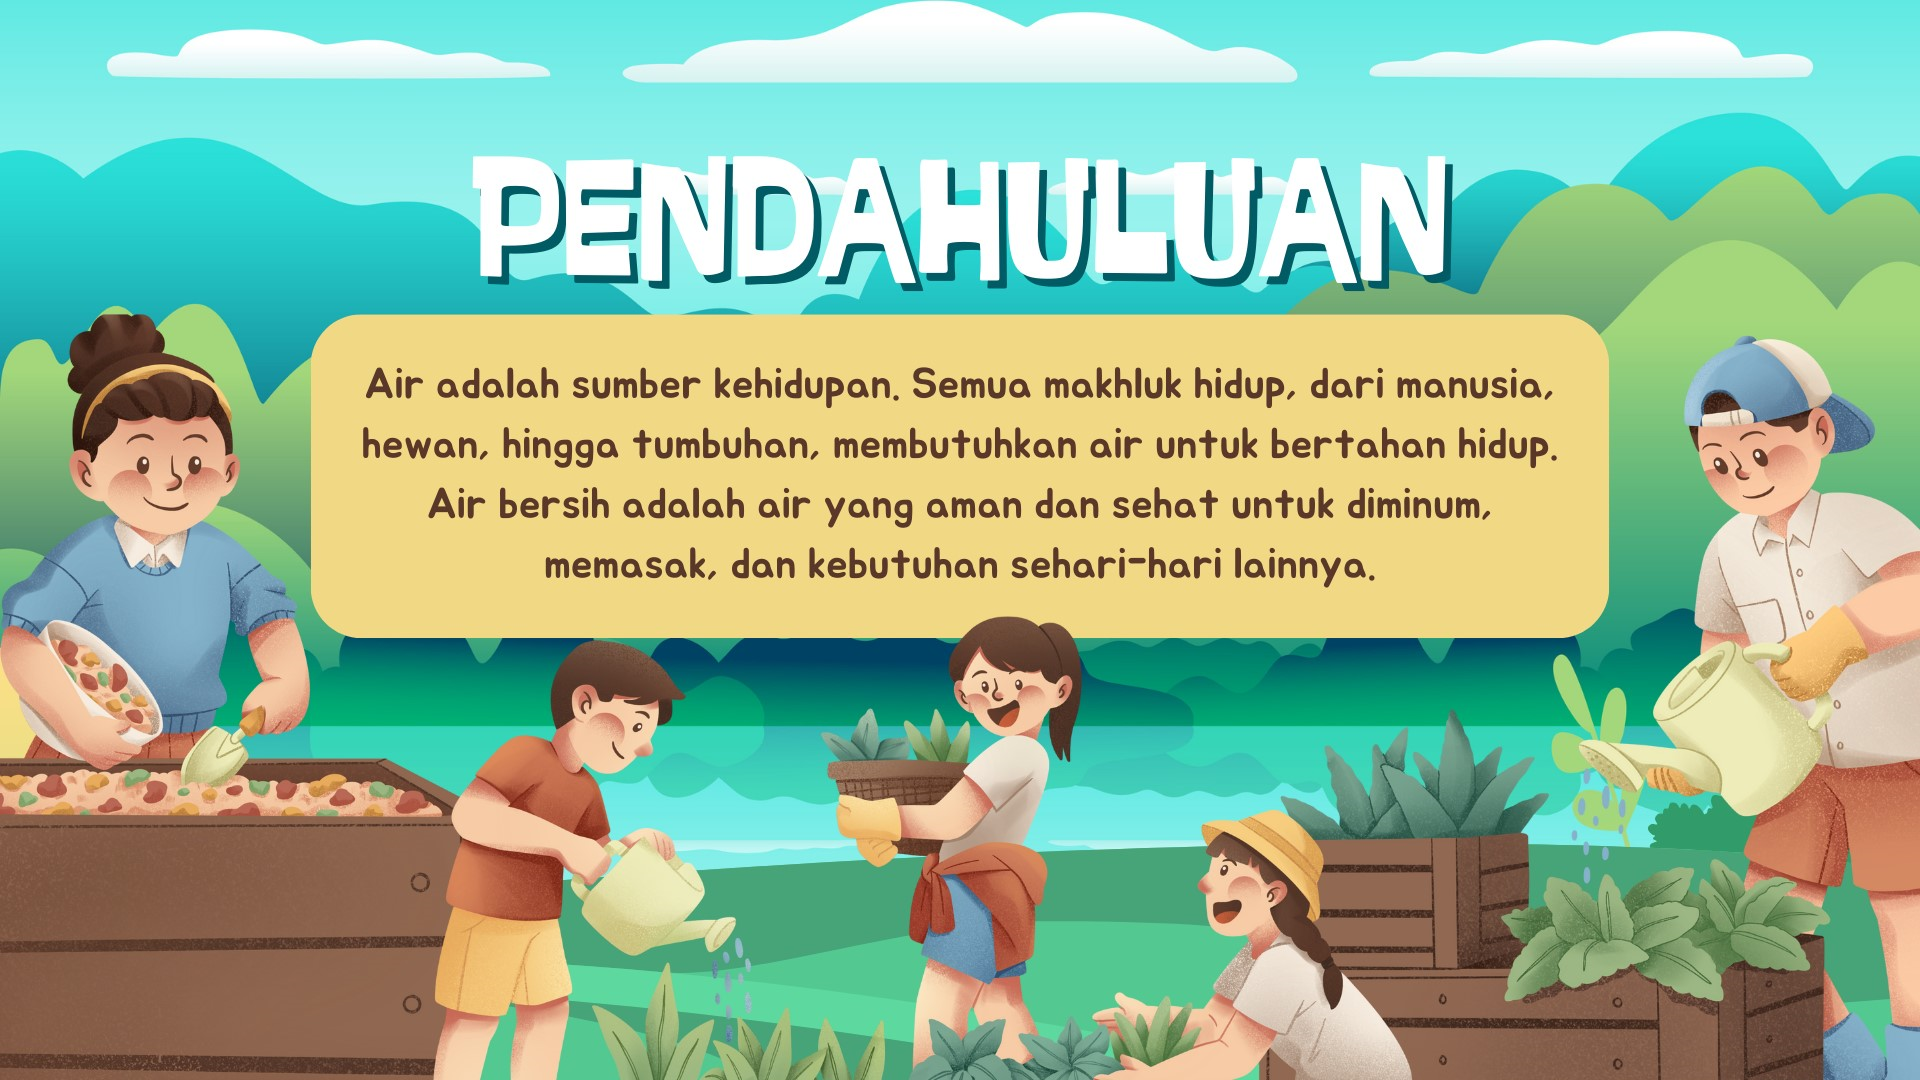 PENDAHULUAN
Air adalah sumber kehidupan. Semua makhluk hidup, dari manusia,
hewan, hingga tumbuhan, membutuhkan air untuk bertahan hidup.
Air bersih adalah air yang aman dan sehat untuk diminum,
memasak, dan kebutuhan sehari-hari lainnya.